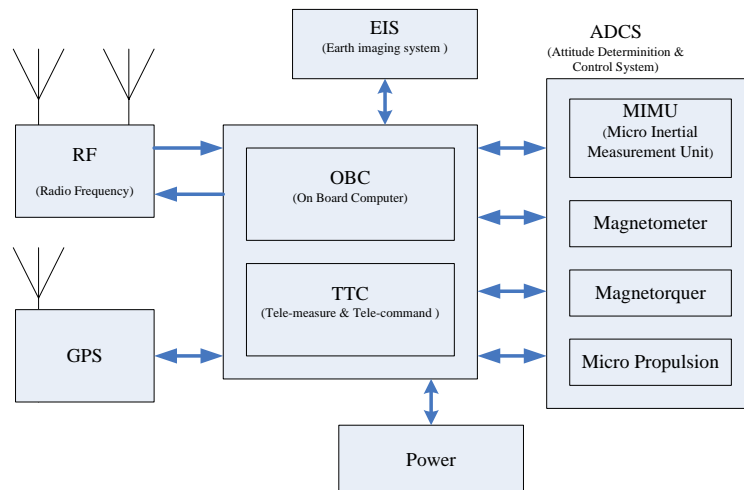 EIS
(Earth imaging system )
ADCS
(Attitude Determinition &
Control System)
RF
(Radio Frequency)
OBC
(On Board Computer)
MIMU
(Micro Inertial
Measurement Unit)
Magnetometer
TTC
(Tele-measure & Tele-command )
Magnetorquer
GPS
Micro Propulsion
Power